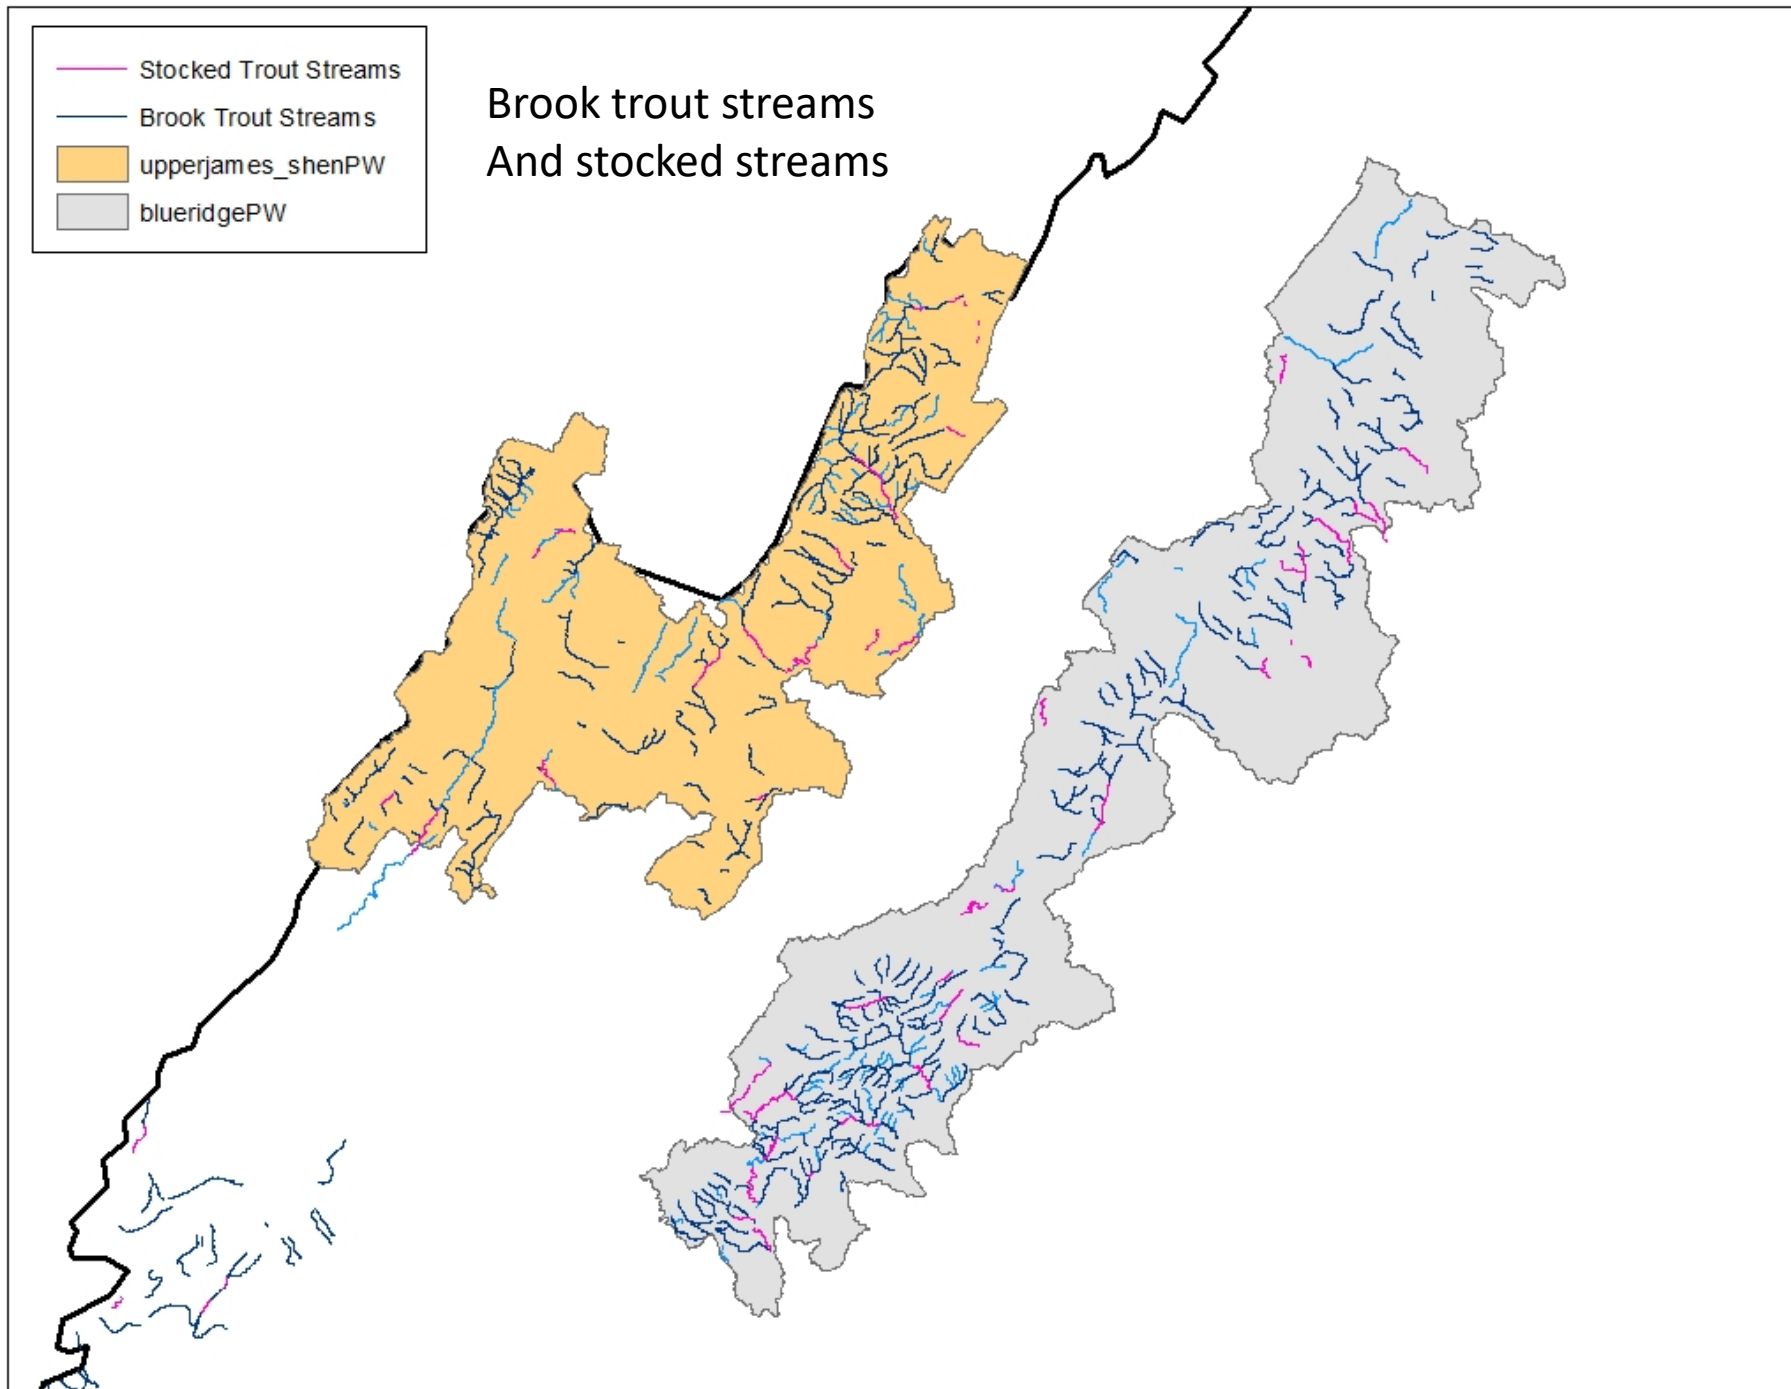 Stocked Trout Streams
Brook Trout Streams
upperjames_shenPW
blueridgePW
Brook trout streams
And stocked streams